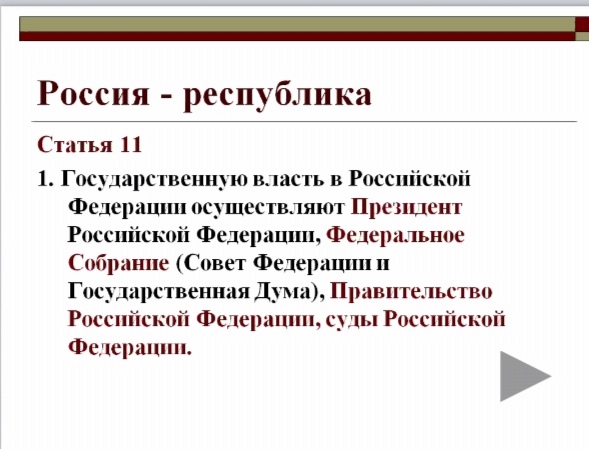 Россия - республика
Статья 11
1. Государственную власть в Российской
Федерации осуществляют Президент
Российской Федерации, Федеральное
Собрание (Совет Федерации и
Государственная Дума), Правительство
Российской Федерации, суды Российской
Федерации.